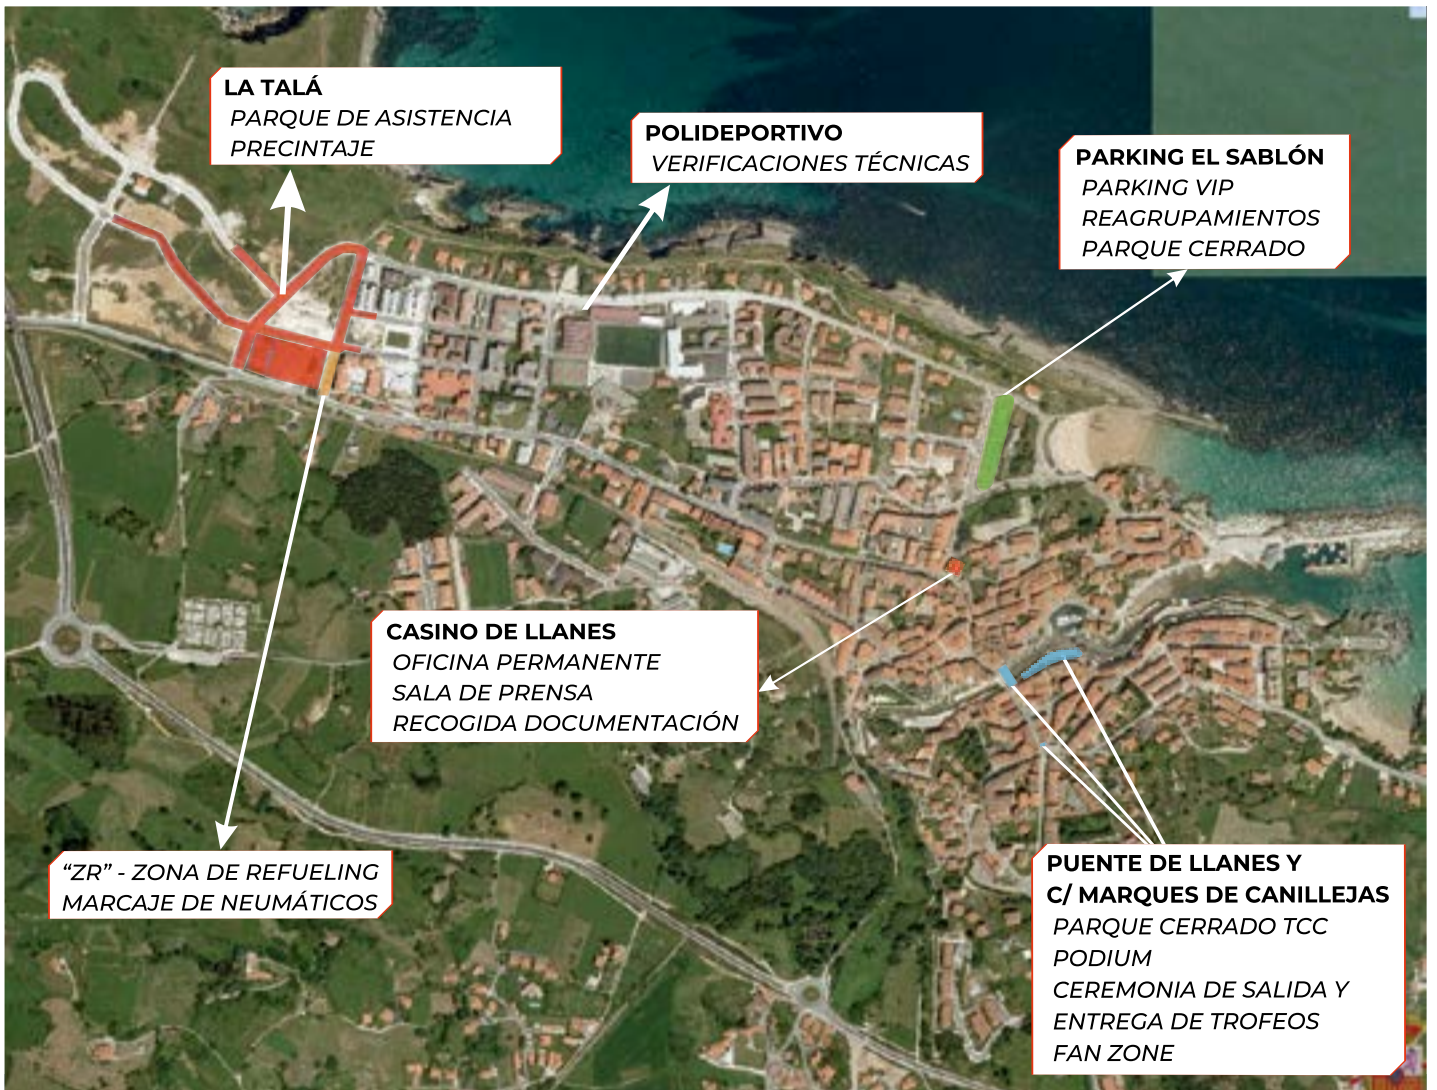 LA TALÁ
PARQUE DE ASISTENCIA
PRECINTAJE
POLIDEPORTIVO
VERIFICACIONES TÉCNICAS
PARKING EL SABLÓN
PARKING VIP
REAGRUPAMIENTOS
PARQUE CERRADO
CASINO DE LLANES
OFICINA PERMANENTE
SALA DE PRENSA
RECOGIDA DOCUMENTACIÓN
“ZR” - ZONA DE REFUELING
MARCAJE DE NEUMÁTICOS
PUENTE DE LLANES Y
C/ MARQUES DE CANILLEJAS
PARQUE CERRADO TCC
PODIUM
CEREMONIA DE SALIDA Y
ENTREGA DE TROFEOS
FAN ZONE